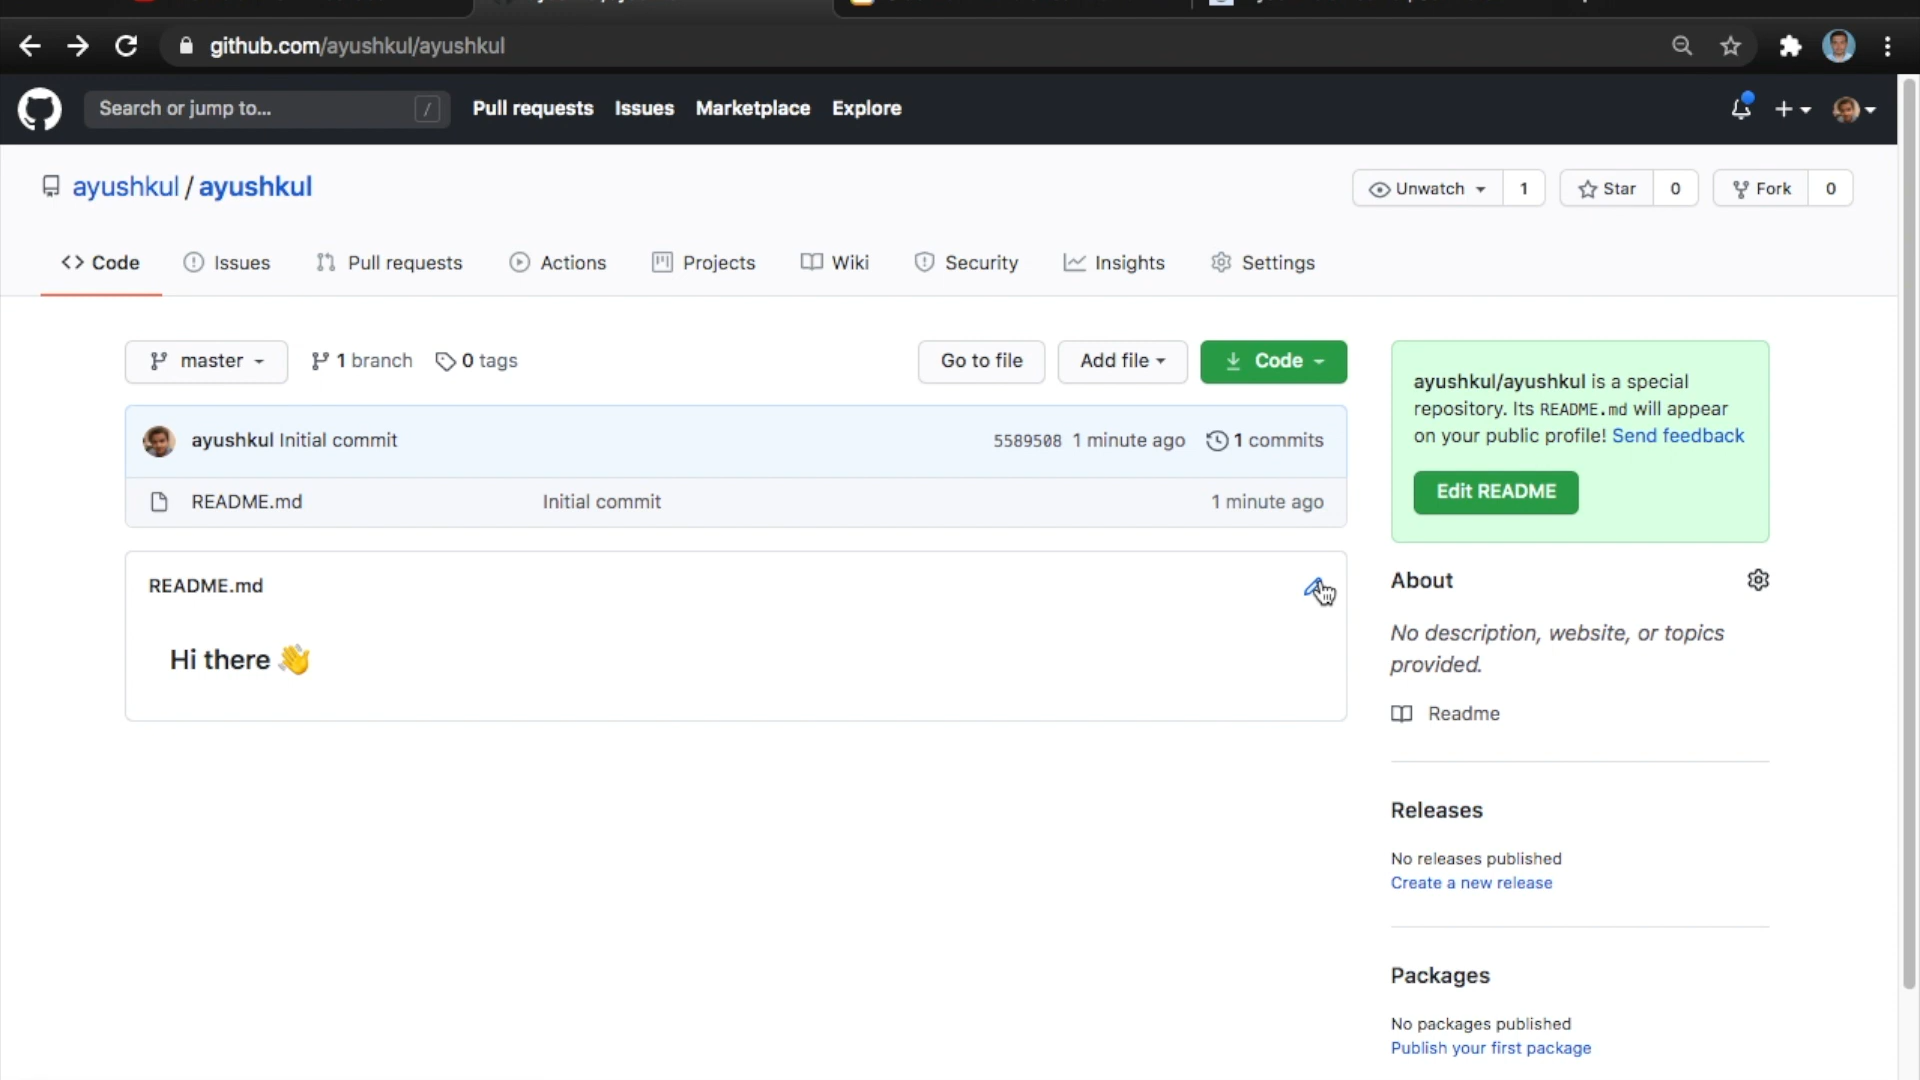 github.com/ayushkul/ayushkul
Search or jump to... /
Pull requests Issues Marketplace Explore
ayushkul / ayushkul
Unwatch 1 Star 0 Fork 0
Code Issues Pull requests Actions Projects Wiki Security Insights Settings
master 1 branch 0 tags
Go to file Add file Code
ayushkul Initial commit 5589508 1 minute ago 1 commits
README.md Initial commit 1 minute ago
README.md
Hi there 👋
ayushkul/ayushkul is a special
repository. Its README.md will appear
on your public profile! Send feedback
Edit README
About
No description, website, or topics
provided.
Readme
Releases
No releases published
Create a new release
Packages
No packages published
Publish your first package